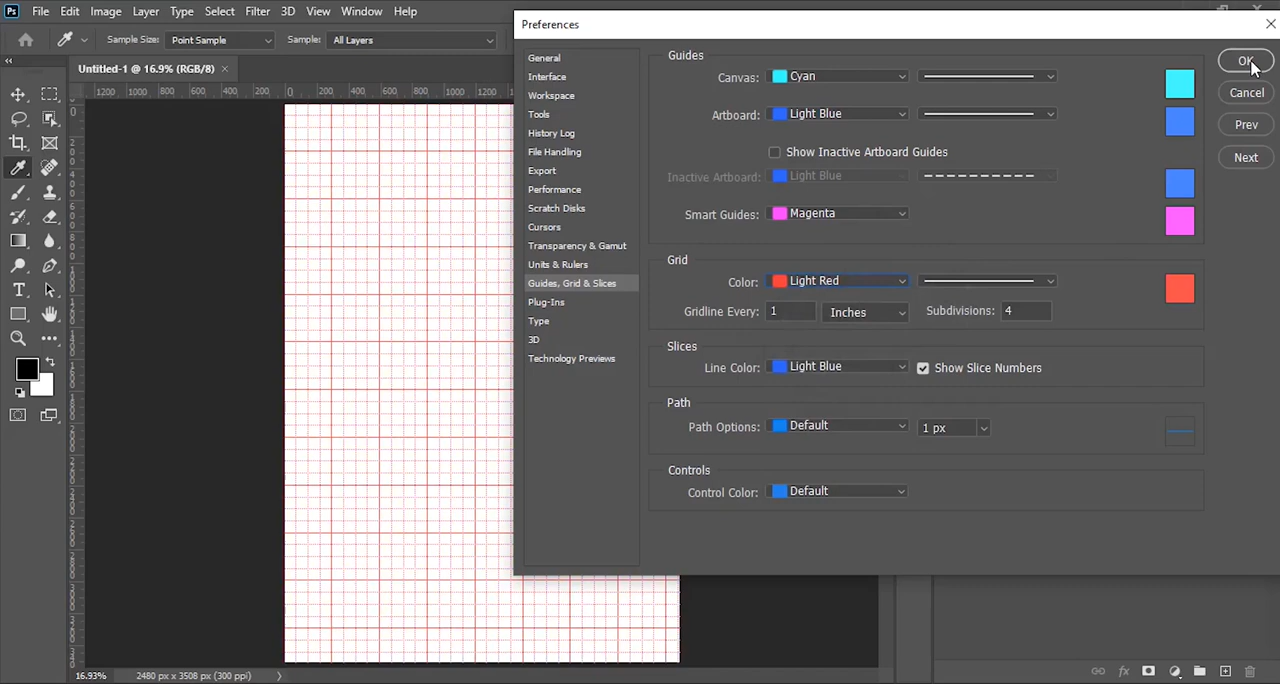 Ps File Edit Image Layer Type Select Filter 3D View Window Help
Sample Size: Point Sample Sample: All Layers
Untitled-1 @ 16.9% (RGB/8) ×
1200 1000 800 600 400 200 0 200 400 600 800 1000 1200
Preferences
General
Interface
Workspace
Tools
History Log
File Handling
Export
Performance
Scratch Disks
Cursors
Transparency & Gamut
Units & Rulers
Guides, Grid & Slices
Plug-Ins
Type
3D
Technology Previews
Guides
Canvas: Cyan
Artboard: Light Blue
Show Inactive Artboard Guides
Inactive Artboard: Light Blue
Smart Guides: Magenta
Grid
Color: Light Red
Gridline Every: 1 Inches Subdivisions: 4
Slices
Line Color: Light Blue Show Slice Numbers
Path
Path Options: Default 1 px
Controls
Control Color: Default
OK
Cancel
Prev
Next
16.93% 2480 px x 3508 px (300 ppi)
fx